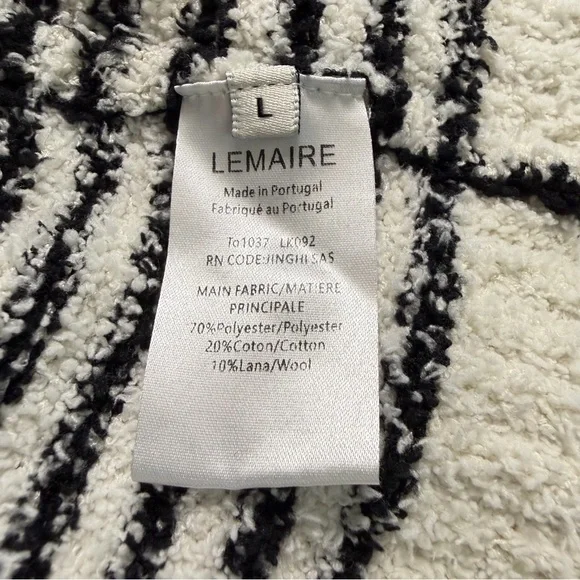 L
LEMAIRE
Made in Portugal
Fabriqué au Portugal
To1037 LK092
RN CODE:JINGHI SAS
MAIN FABRIC/MATIERE
PRINCIPALE
70%Polyester/Polyester
20%Coton/Cotton
10%Lana/Wool